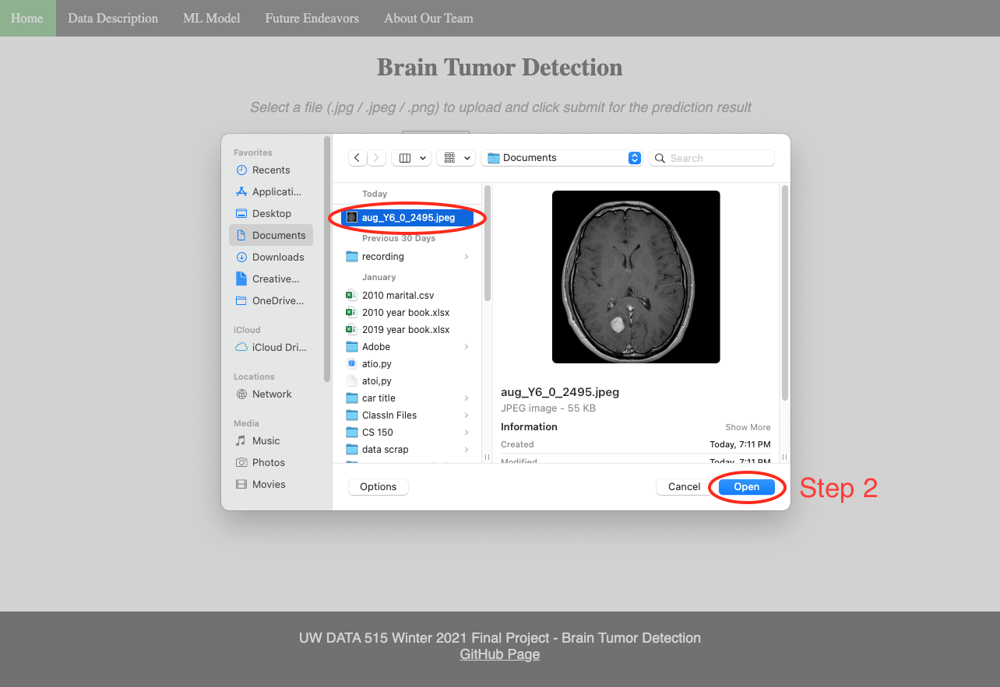 Home Data Description ML Model Future Endeavors About Our Team
Brain Tumor Detection
Select a file (.jpg / .jpeg / .png) to upload and click submit for the prediction result
Favorites
Recents
Applicati...
Desktop
Documents
Downloads
Creative...
OneDrive...
iCloud
iCloud Dri...
Locations
Network
Media
Music
Photos
Movies
Documents
Search
Today
aug_Y6_0_2495.jpeg
Previous 30 Days
recording
January
2010 marital.csv
2010 year book.xlsx
2019 year book.xlsx
Adobe
atio.py
atoi,py
car title
ClassIn Files
CS 150
data scrap
aug_Y6_0_2495.jpeg
JPEG image - 55 KB
Information Show More
Created Today, 7:11 PM
Modified Today, 7:11 PM
Options
Cancel
Open
Step 2
UW DATA 515 Winter 2021 Final Project - Brain Tumor Detection
GitHub Page